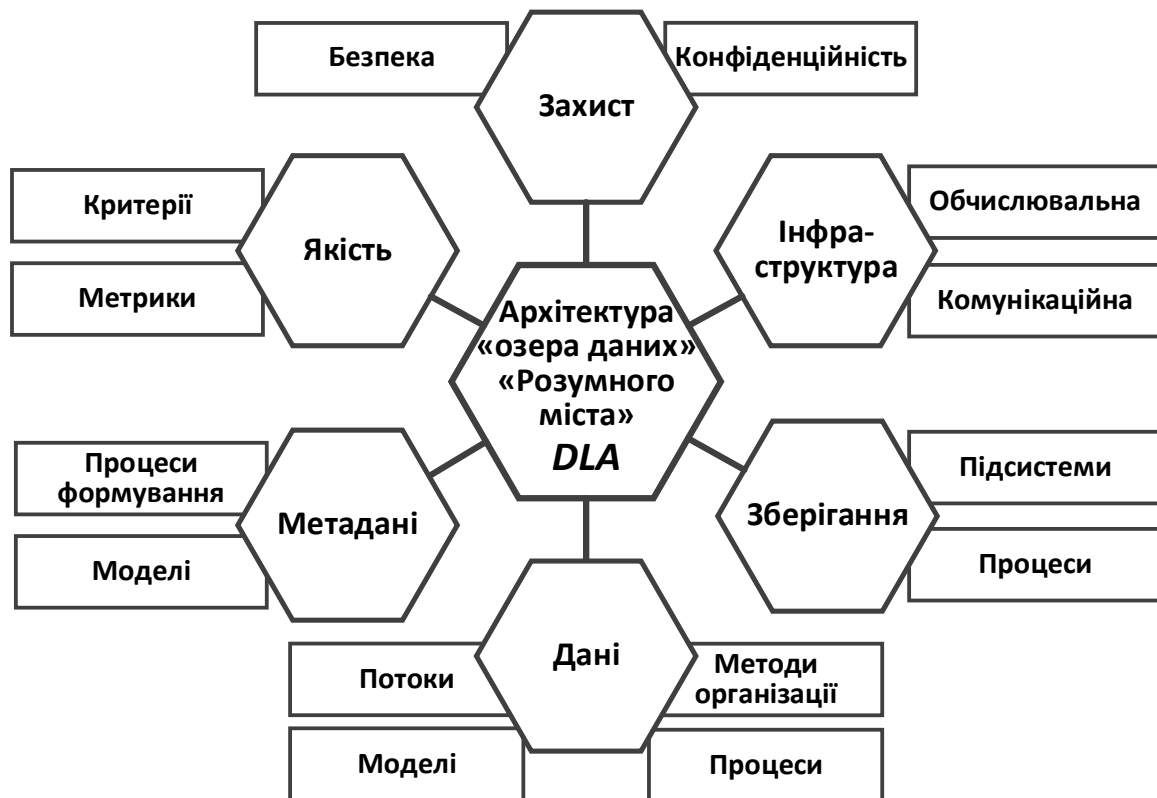 Безпека
Конфіденційність
Захист
Критерії
Метрики
Якість
Інфра-
структура
Обчислювальна
Комунікаційна
Архітектура
«озера даних»
«Розумного
міста»
DLA
Процеси
формування
Моделі
Метадані
Зберігання
Підсистеми
Процеси
Дані
Потоки
Моделі
Методи
організації
Процеси